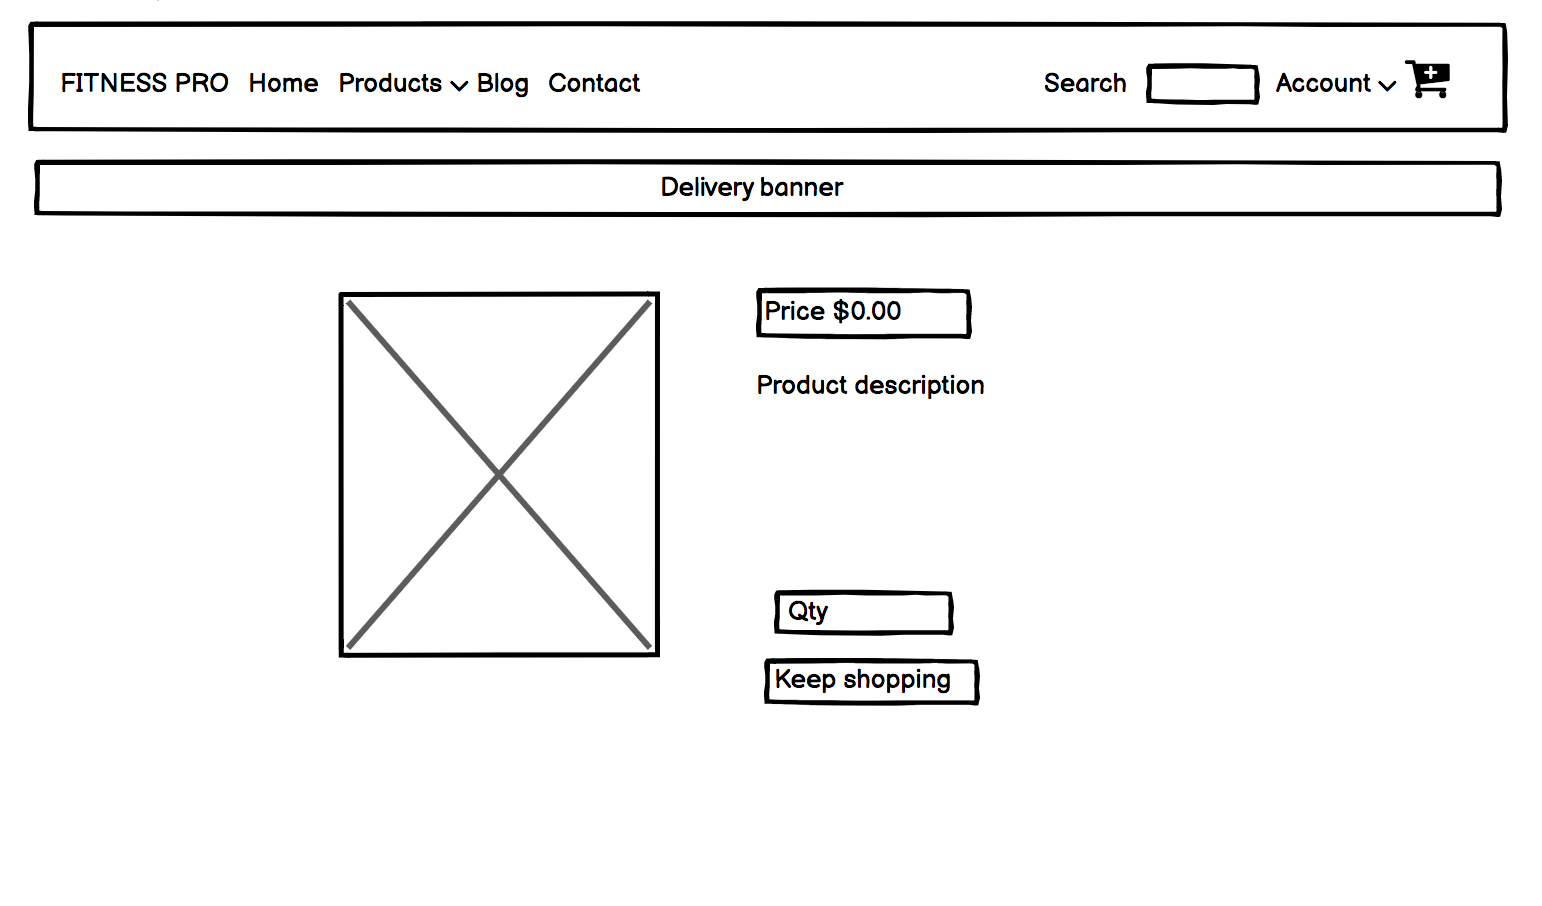 FITNESS PRO Home Products Blog Contact Search Account
Delivery banner
Price $0.00
Product description
Qty
Keep shopping